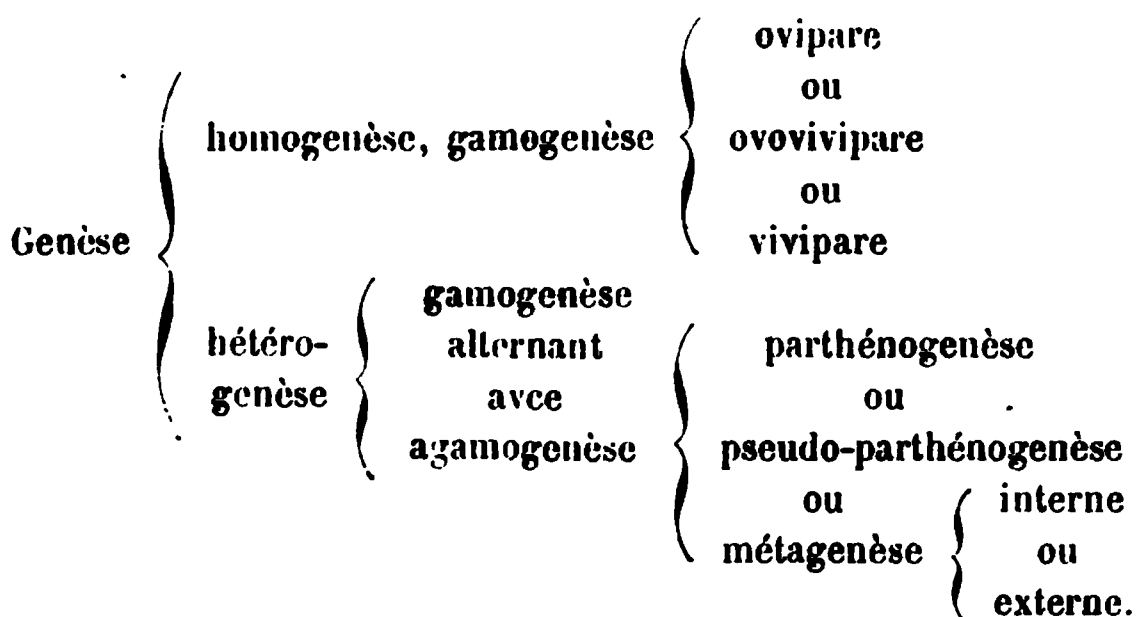 Genèse
homogenèse, gamogenèse
ovipare
ou
ovovivipare
ou
vivipare
hétéro-
genèse
gamogenèse
alternant
avce
agamogenèse
parthénogenèse
ou
pseudo-parthénogenèse
ou
métagenèse
interne
ou
externe.